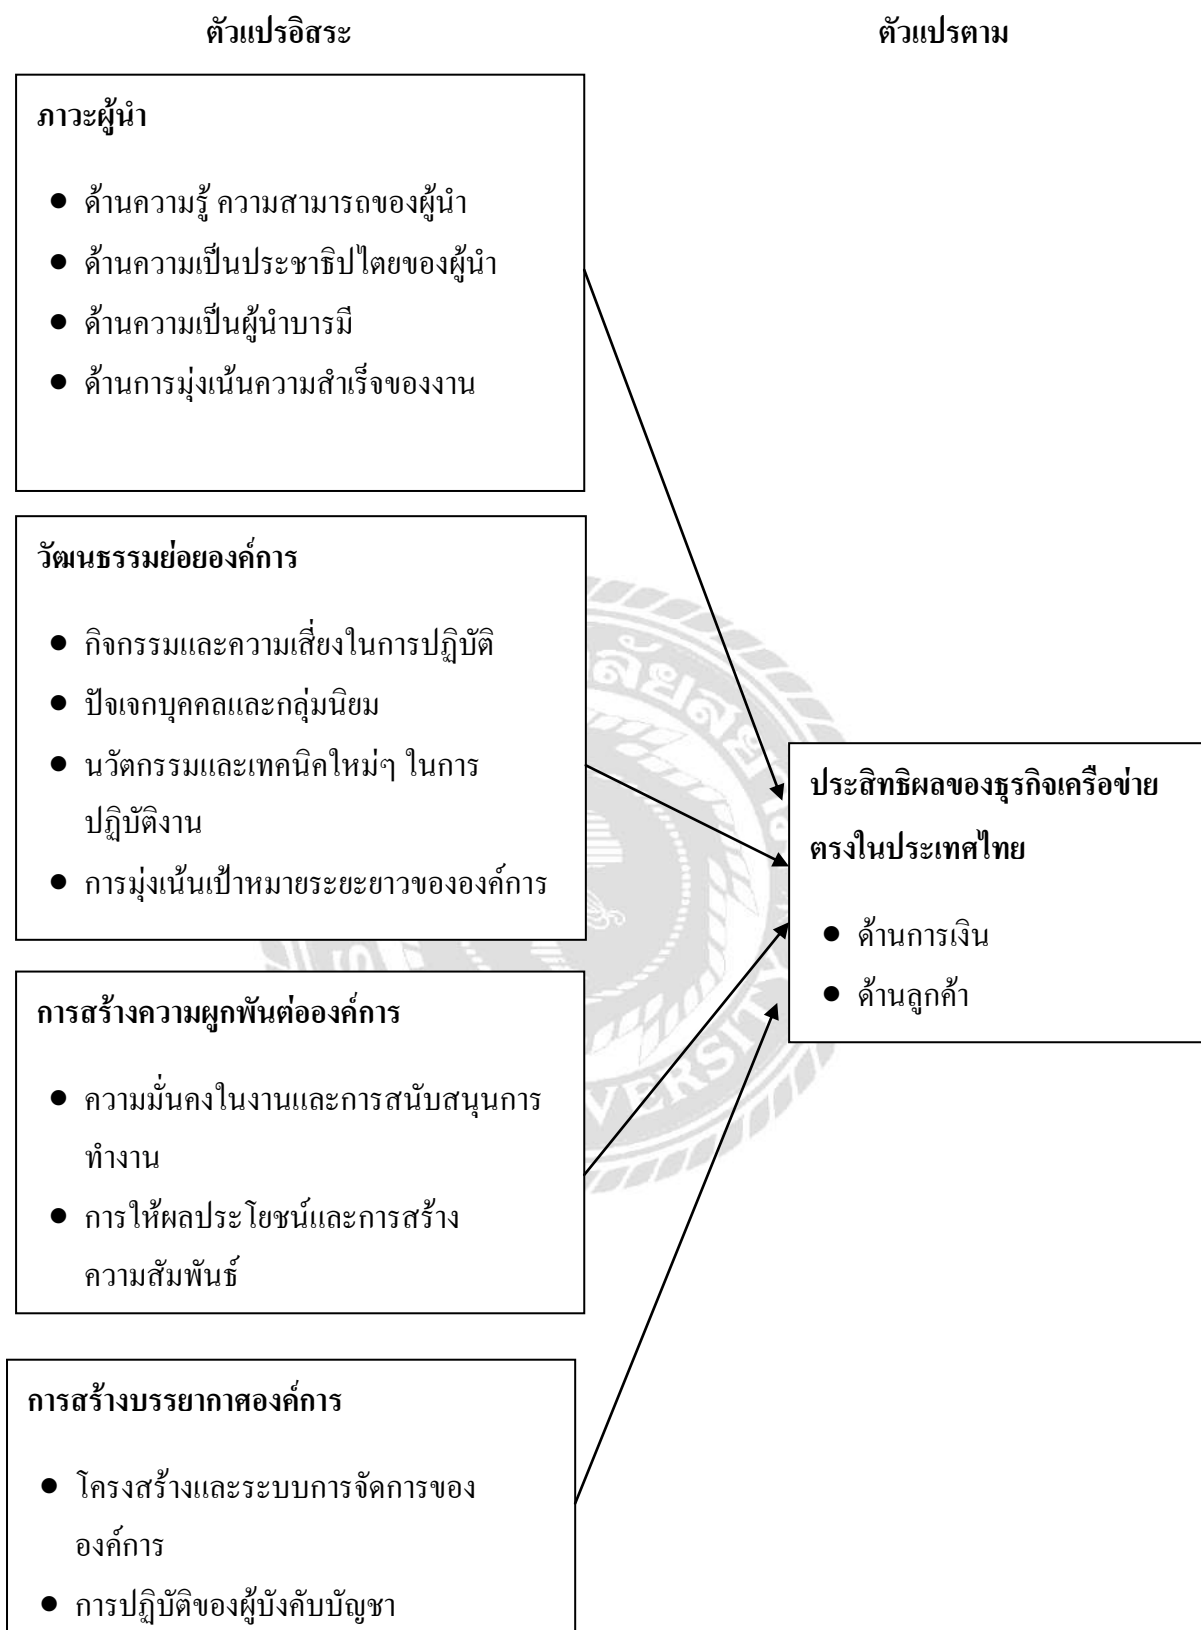 ตัวแปรอิสระ
ตัวแปรตาม
ภาวะผู้นำ
● ด้านความรู้ ความสามารถของผู้นำ
● ด้านความเป็นประชาธิปไตยของผู้นำ
● ด้านความเป็นผู้นำบารมี
● ด้านการมุ่งเน้นความสำเร็จของงาน
วัฒนธรรมย่อยองค์การ
● กิจกรรมและความเสี่ยงในการปฏิบัติ
● ปัจเจกบุคคลและกลุ่มนิยม
● นวัตกรรมและเทคนิคใหม่ๆ ในการ
ปฏิบัติงาน
● การมุ่งเน้นเป้าหมายระยะยาวขององค์การ
การสร้างความผูกพันต่อองค์การ
● ความมั่นคงในงานและการสนับสนุนการ
ทำงาน
● การให้ผลประโยชน์และการสร้าง
ความสัมพันธ์
การสร้างบรรยากาศองค์การ
● โครงสร้างและระบบการจัดการของ
องค์การ
● การปฏิบัติของผู้บังคับบัญชา
ประสิทธิผลของธุรกิจเครือข่าย
ตรงในประเทศไทย
● ด้านการเงิน
● ด้านลูกค้า